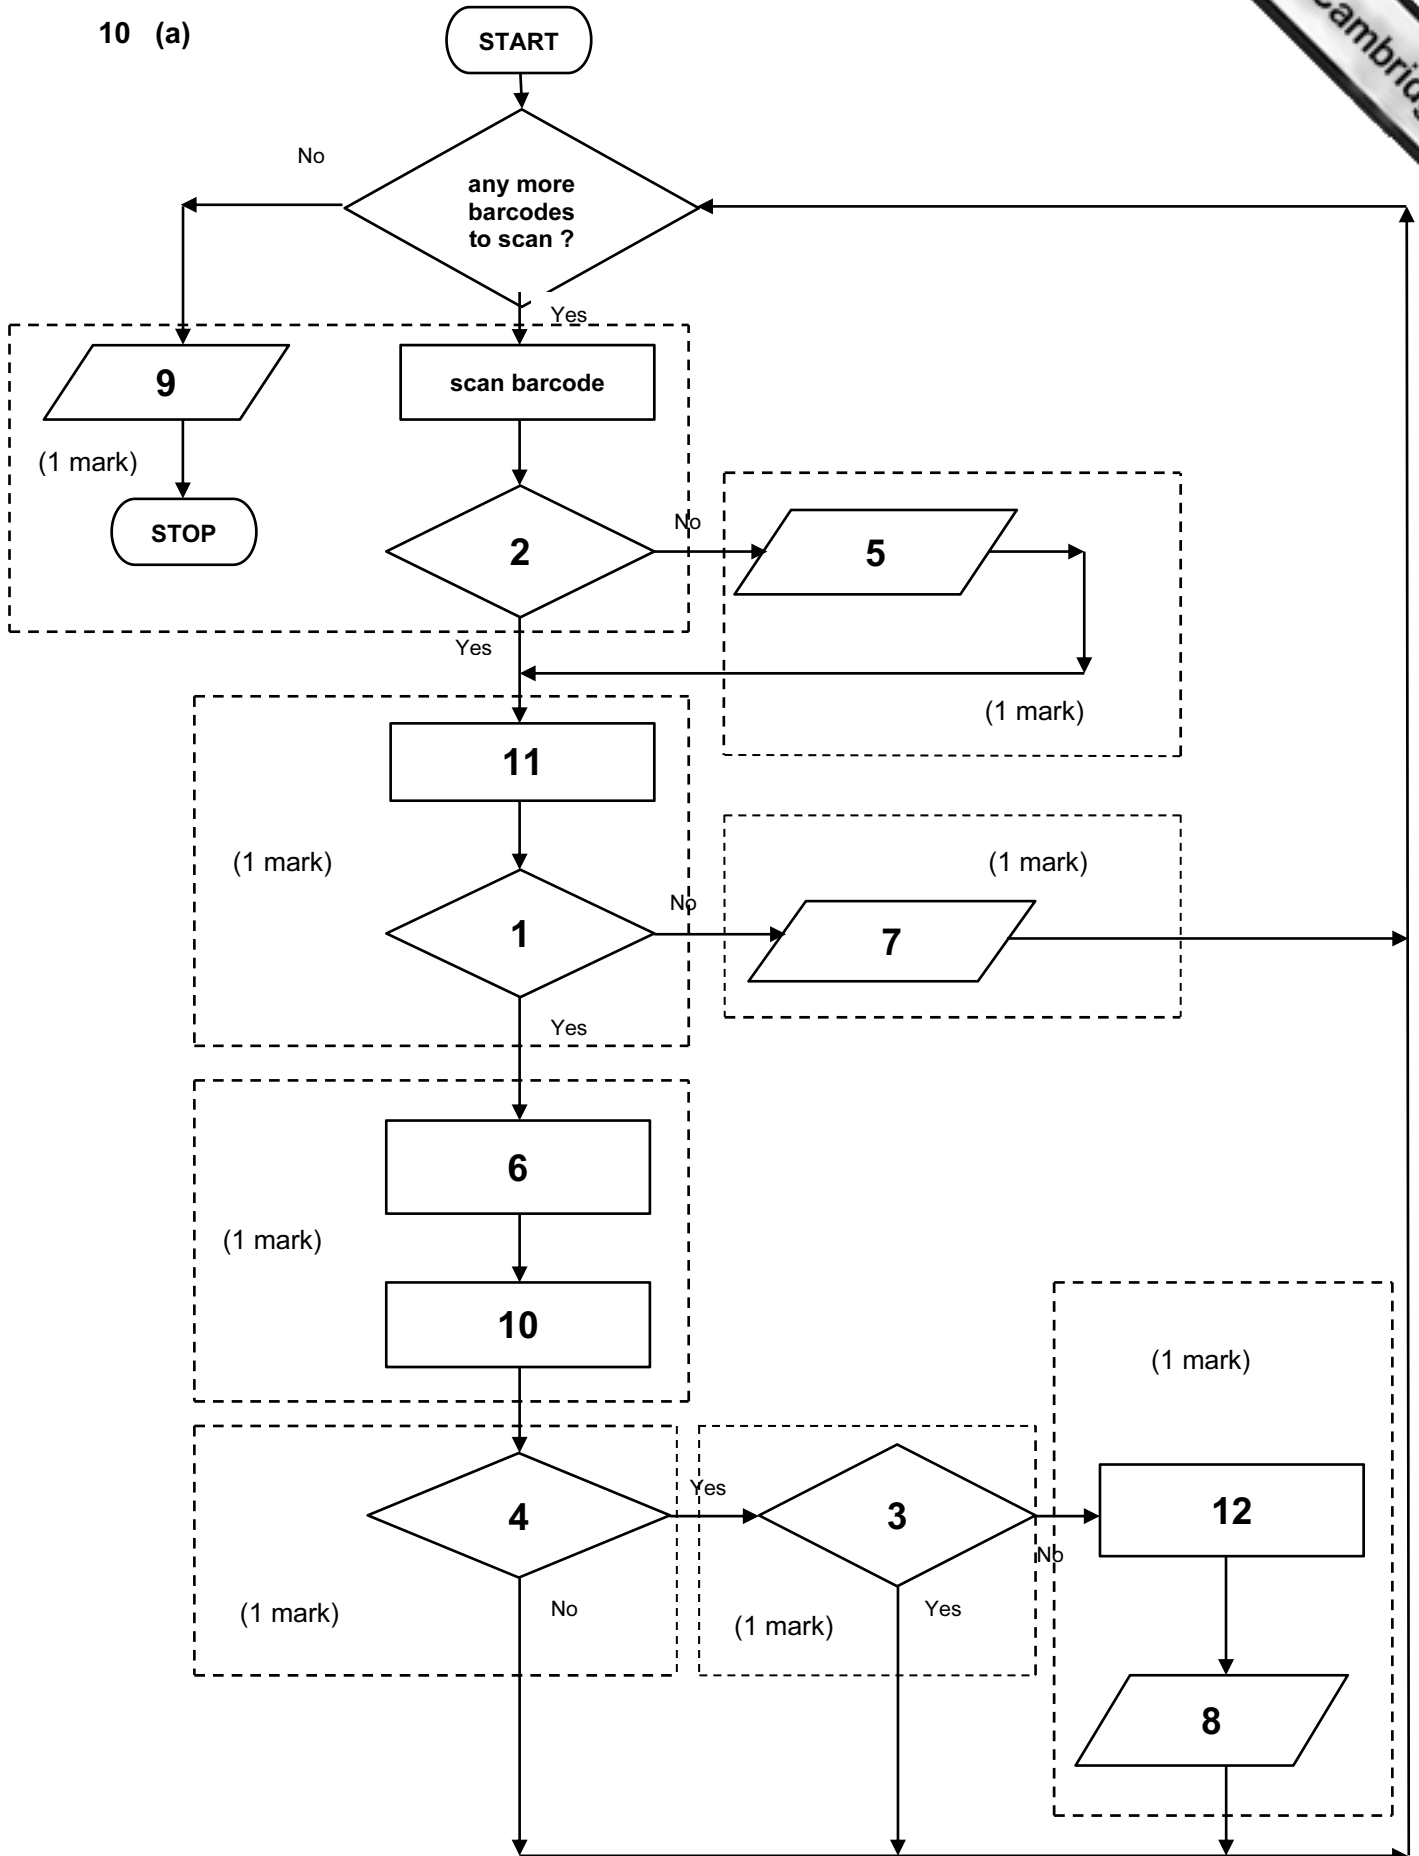 10 (a)
START
Cambridg
No
any more
barcodes
to scan ?
Yes
9
scan barcode
(1 mark)
STOP
2
No
5
Yes
(1 mark)
11
(1 mark)
(1 mark)
1
No
7
Yes
6
(1 mark)
10
(1 mark)
4
Yes
3
No
12
(1 mark)
No
(1 mark)
Yes
8